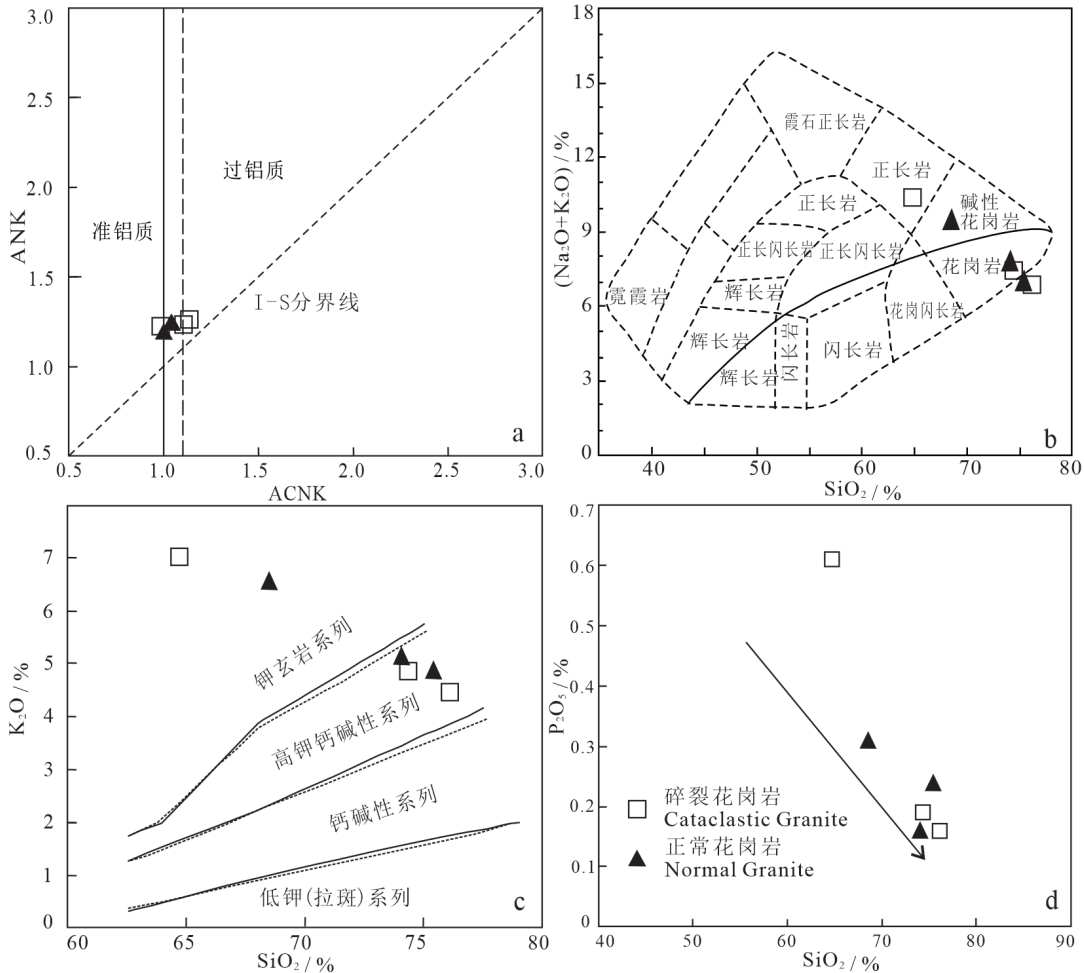 3.0
2.5
2.0
1.5
1.0
0.5
ANK
过铝质
准铝质
I-S分界线
a
0.5
1.0
1.5
2.0
2.5
3.0
ACNK
18
15
12
9
6
3
0
(Na₂O+K₂O) / %
霞石正长岩
正长岩
碱性
花岗岩
正长岩
正长闪长岩
正长闪长岩
花岗岩
霓霞岩
辉长岩
花岗闪长岩
辉长岩
闪长岩
闪长岩
辉长岩
b
40
50
60
70
80
SiO₂ / %
7
6
5
4
3
2
1
0
K₂O / %
钾玄岩系列
高钾钙碱性系列
钙碱性系列
低钾(拉斑)系列
c
60
65
70
75
80
SiO₂ / %
0.7
0.6
0.5
0.4
0.3
0.2
0.1
0
P₂O₅ / %
碎裂花岗岩
Cataclastic Granite
正常花岗岩
Normal Granite
d
40
50
60
70
80
90
SiO₂ / %